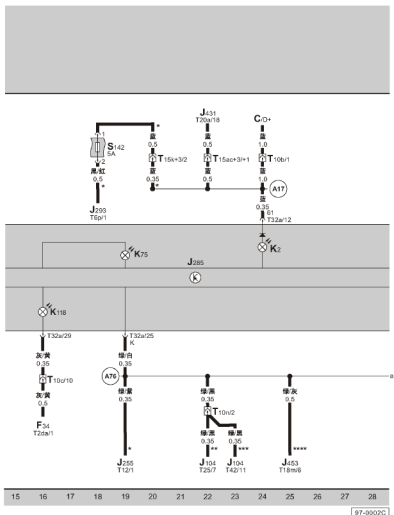 J431
T20a/18
C/D+
*
蓝
蓝
蓝
0.5
0.5
1.0
1
S142
5A
2
T15k+3/2
T15ac+3/+1
T10b/1
黑/红
0.5
蓝
0.35
蓝
0.5
蓝
1.0
*
*
A17
蓝
0.35
J293
T6p/1
61
T32a/12
K2
K75
J285
K
K118
T32a/29
T32a/25
K
灰/黄
0.35
绿/白
0.35
T10c/10
A76
a
灰/黄
0.5
绿/紫
0.35
绿/黑
0.35
绿/灰
0.5
T10n/2
绿/黑
0.35
绿/黑
0.35
F34
T2da/1
*
**
***
****
J255
T12/1
J104
T25/7
J104
T42/11
J453
T18m/6
15 16 17 18 19 20 21 22 23 24 25 26 27 28
97-0002C